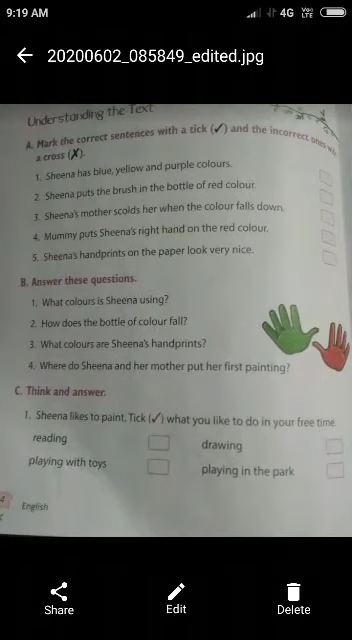 9:19 AM 4G VoLTE
20200602_085849_edited.jpg
Understanding the Text
A. Mark the correct sentences with a tick (✓) and the incorrect ones with
a cross (✗).
1. Sheena has blue, yellow and purple colours.
2. Sheena puts the brush in the bottle of red colour.
3. Sheena's mother scolds her when the colour falls down.
4. Mummy puts Sheena's right hand on the red colour.
5. Sheena's handprints on the paper look very nice.
B. Answer these questions.
1. What colours is Sheena using?
2. How does the bottle of colour fall?
3. What colours are Sheena's handprints?
4. Where do Sheena and her mother put her first painting?
C. Think and answer.
1. Sheena likes to paint. Tick (✓) what you like to do in your free time.
reading drawing
playing with toys playing in the park
4
English
Share Edit Delete